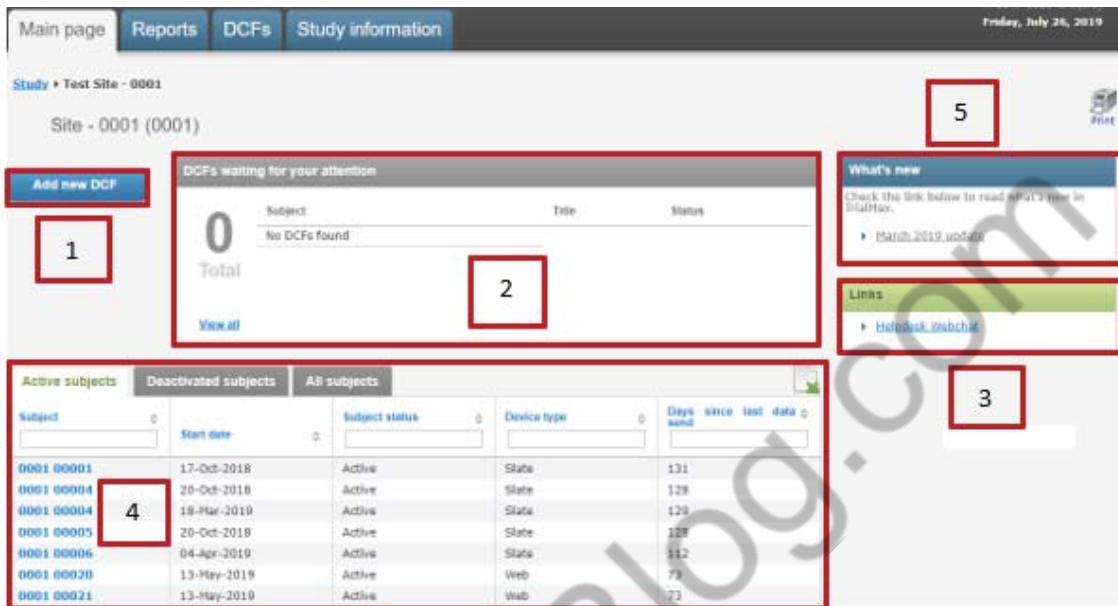 Main page Reports DCFs Study information
Friday, July 26, 2019
Study Test Site - 0001
5
Print
Site - 0001 (0001)
Add new DCF
1
DCFs waiting for your attention
Subject Title Status
0 No DCFs found
Total
2
View all
What's new
Check the link below to read what's new in
TrialMax.
March 2019 update
Links
Helpdesk Webchat
3
Active subjects Deactivated subjects All subjects
Subject Start date Subject status Device type Days since last data
send
0001 00001 17-Oct-2018 Active Slate 131
0001 00004 20-Oct-2018 Active Slate 128
0001 00004 18-Mar-2019 Active Slate 129
0001 00005 20-Oct-2018 Active Slate 128
0001 00006 04-Apr-2019 Active Slate 112
0001 00020 13-May-2019 Active Web 73
0001 00021 13-May-2019 Active Web 73
4
log.com